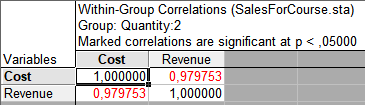 Within-Group Correlations (SalesForCourse.sta)
Group: Quantity:2
Marked correlations are significant at p < ,05000
Variables Cost Revenue
Cost 1,000000 0,979753
Revenue 0,979753 1,000000